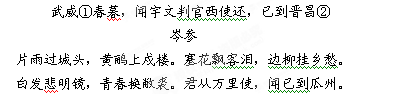 武威①春暮,闻宇文判官西使还,已到晋昌②
岑参
片雨过城头,黄鹂上戍楼。塞花飘客泪,边柳挂乡愁。
白发悲明镜,青春换敝裘。君从万里使,闻已到瓜州。